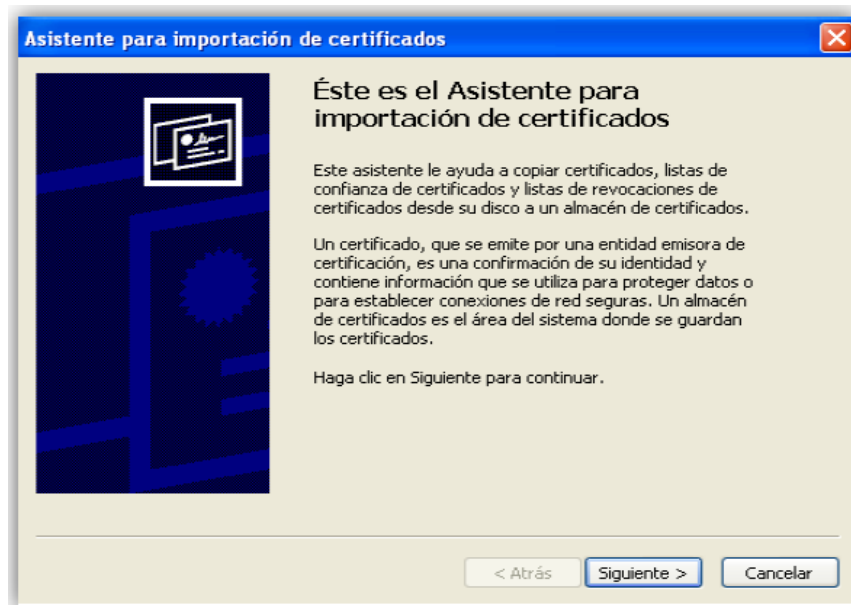 Asistente para importación de certificados
Éste es el Asistente para
importación de certificados
Este asistente le ayuda a copiar certificados, listas de
confianza de certificados y listas de revocaciones de
certificados desde su disco a un almacén de certificados.
Un certificado, que se emite por una entidad emisora de
certificación, es una confirmación de su identidad y
contiene información que se utiliza para proteger datos o
para establecer conexiones de red seguras. Un almacén
de certificados es el área del sistema donde se guardan
los certificados.
Haga clic en Siguiente para continuar.
< Atrás Siguiente > Cancelar